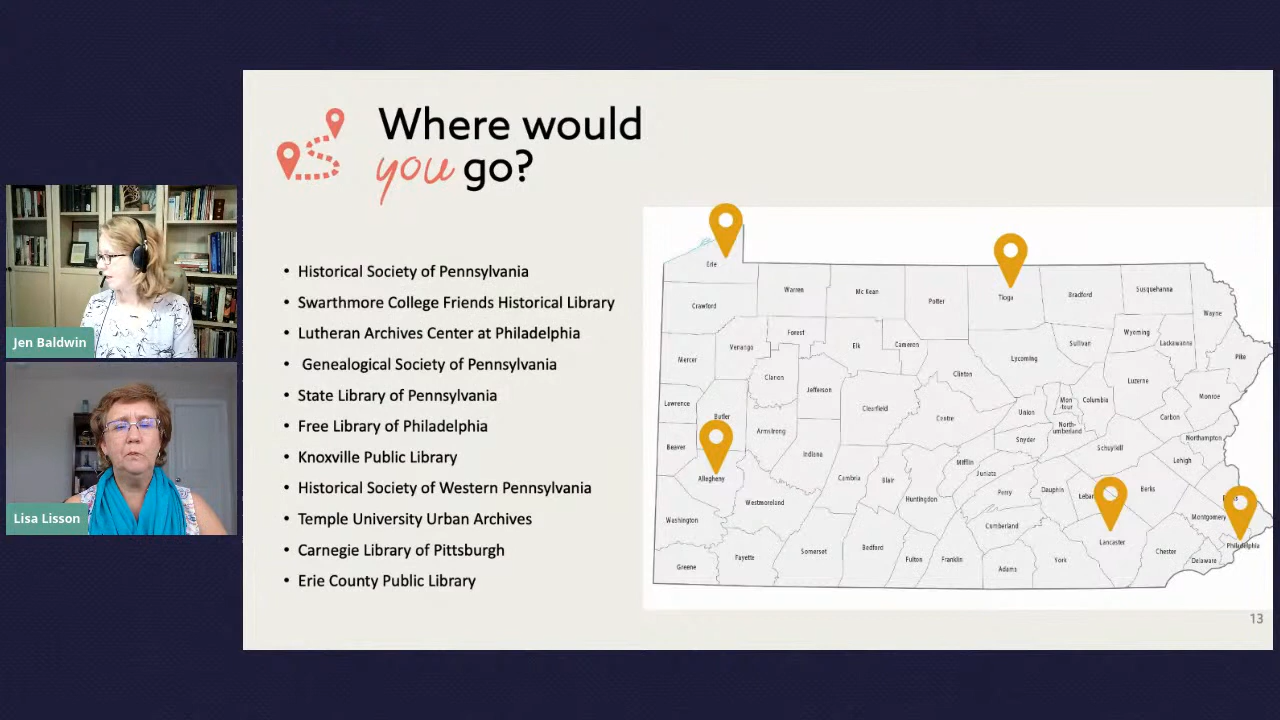 Where would
you go?
• Historical Society of Pennsylvania
• Swarthmore College Friends Historical Library
• Lutheran Archives Center at Philadelphia
• Genealogical Society of Pennsylvania
• State Library of Pennsylvania
• Free Library of Philadelphia
• Knoxville Public Library
• Historical Society of Western Pennsylvania
• Temple University Urban Archives
• Carnegie Library of Pittsburgh
• Erie County Public Library
Jen Baldwin
Lisa Lisson
Erie
Crawford
Warren
Mc Kean
Potter
Tioga
Bradford
Susquehanna
Wayne
Forest
Wyoming
Mercer
Venango
Elk
Cameron
Sullivan
Lackawanna
Pike
Clarion
Clinton
Lycoming
Luzerne
Lawrence
Butler
Jefferson
Clearfield
Centre
Union
Mon
tour
Columbia
Monroe
Carbon
Beaver
Armstrong
Snyder
North-
umberland
Northampton
Indiana
Schuylkill
Allegheny
Cambria
Blair
Mifflin
Juniata
Lehigh
Westmoreland
Huntingdon
Perry
Dauphin
Berks
Washington
Cumberland
Montgomery
Greene
Fayette
Somerset
Bedford
Fulton
Franklin
Adams
York
Lancaster
Chester
Delaware
Philadelphia
13